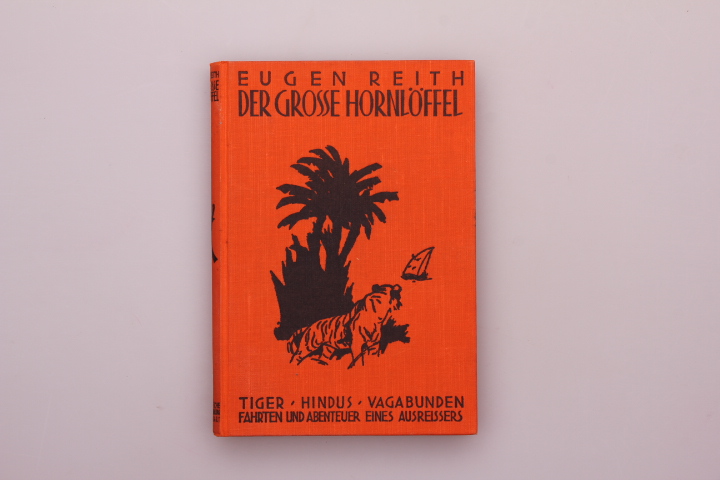 EUGEN REITH
DER GROSSE HORNLÖFFEL
TIGER · HINDUS · VAGABUNDEN
FAHRTEN UND ABENTEUER EINES AUSREISSERS